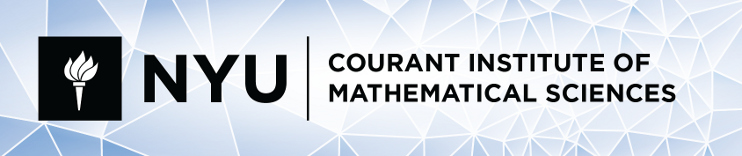 NYU
COURANT INSTITUTE OF
MATHEMATICAL SCIENCES